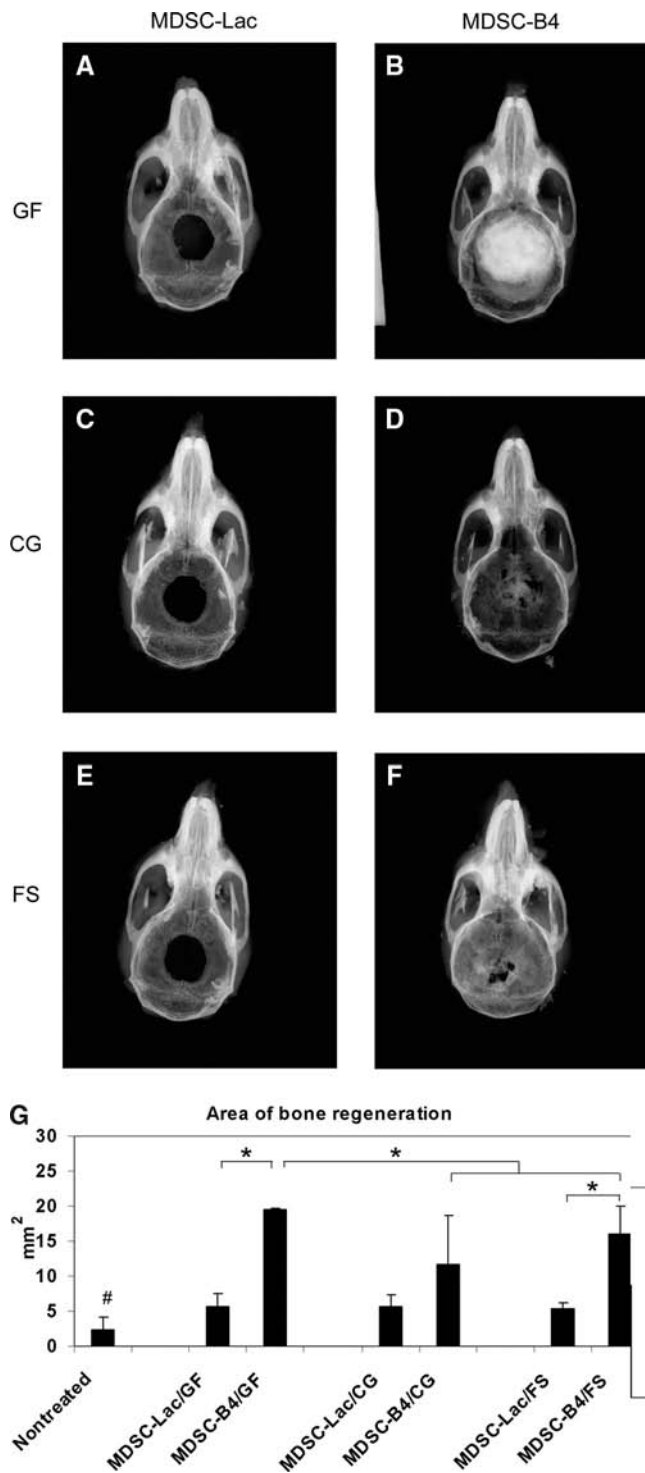 MDSC-Lac MDSC-B4
A B
GF
C D
CG
E F
FS
G Area of bone regeneration
30
25
20
15
10
5
0
mm²
#
*
*
*
Nontreated
MDSC-Lac/GF
MDSC-B4/GF
MDSC-Lac/CG
MDSC-B4/CG
MDSC-Lac/FS
MDSC-B4/FS